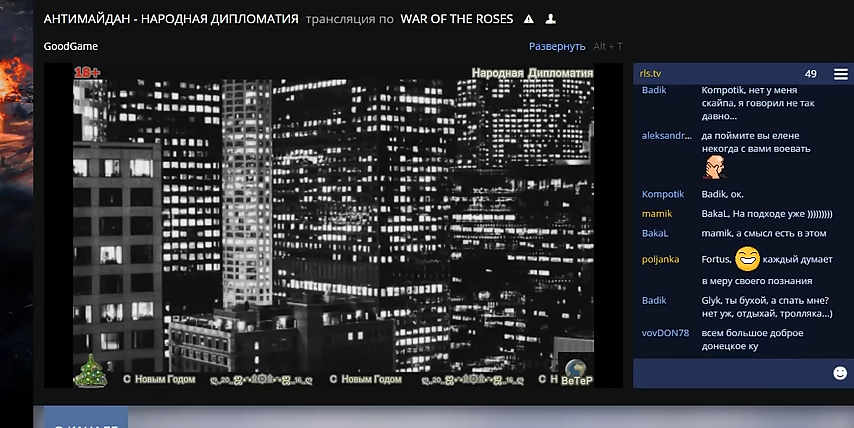 АНТИМАЙДАН - НАРОДНАЯ ДИПЛОМАТИЯ трансляция по WAR OF THE ROSES
GoodGame
Развернуть Alt + T
18+
Народная Дипломатия
С Новым Годом
С Новым Годом
С Н
ВеТеР
rls.tv 49
Badik Kompotik, нет у меня
скайпа, я говорил не так
давно...
aleksandr... да поймите вы елене
некогда с вами воевать
Kompotik Badik, ок.
mamik BakaL, На подходе уже ))))))))))
BakaL mamik, а смысл есть в этом
poljanka Fortus, каждый думает
в меру своего познания
Badik Glyk, ты бухой, а спать мне?
нет уж, отдыхай, тролляка...)
vovDON78 всем большое доброе
донецкое ку